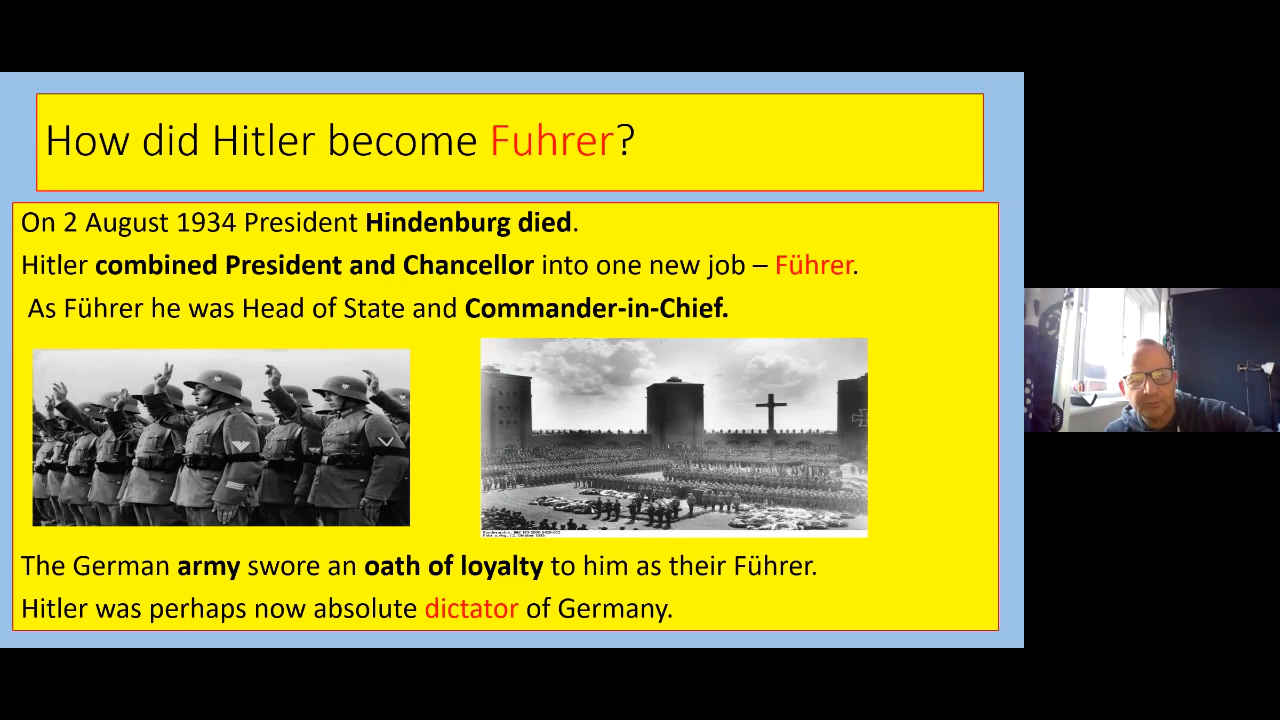 How did Hitler become Fuhrer?
On 2 August 1934 President Hindenburg died.
Hitler combined President and Chancellor into one new job – Führer.
As Führer he was Head of State and Commander-in-Chief.
The German army swore an oath of loyalty to him as their Führer.
Hitler was perhaps now absolute dictator of Germany.